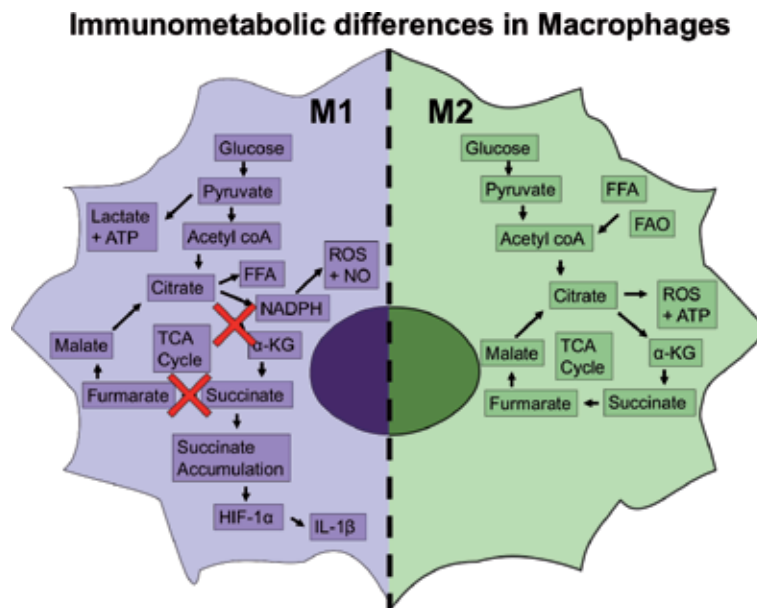 Immunometabolic differences in Macrophages
M1
Glucose
Pyruvate
Lactate
+ ATP
Acetyl coA
ROS
+ NO
FFA
Citrate
NADPH
Malate
TCA
Cycle
α-KG
Furmarate
Succinate
Succinate
Accumulation
HIF-1α
IL-1β
M2
Glucose
Pyruvate
FFA
FAO
Acetyl coA
Citrate
ROS
+ ATP
Malate
TCA
Cycle
α-KG
Furmarate
Succinate